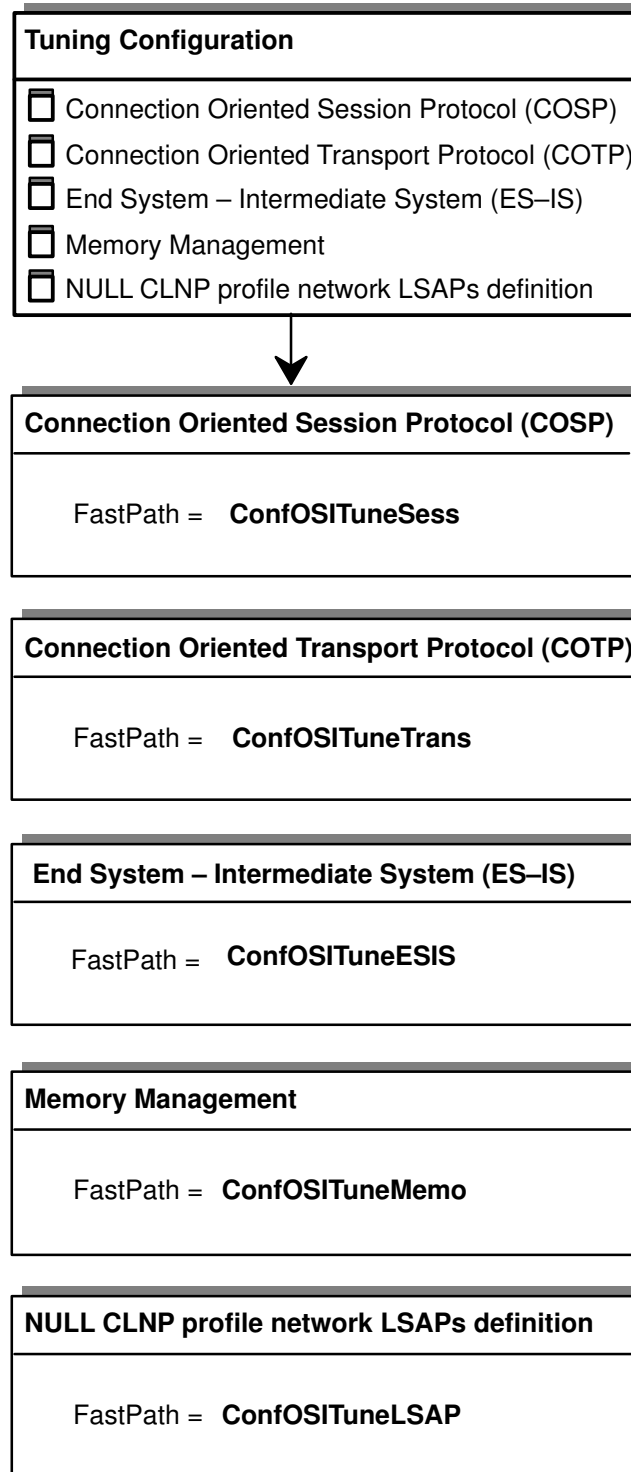 Tuning Configuration
Connection Oriented Session Protocol (COSP)
Connection Oriented Transport Protocol (COTP)
End System – Intermediate System (ES–IS)
Memory Management
NULL CLNP profile network LSAPs definition
Connection Oriented Session Protocol (COSP)
FastPath = ConfOSITuneSess
Connection Oriented Transport Protocol (COTP)
FastPath = ConfOSITuneTrans
End System – Intermediate System (ES–IS)
FastPath = ConfOSITuneESIS
Memory Management
FastPath = ConfOSITuneMemo
NULL CLNP profile network LSAPs definition
FastPath = ConfOSITuneLSAP